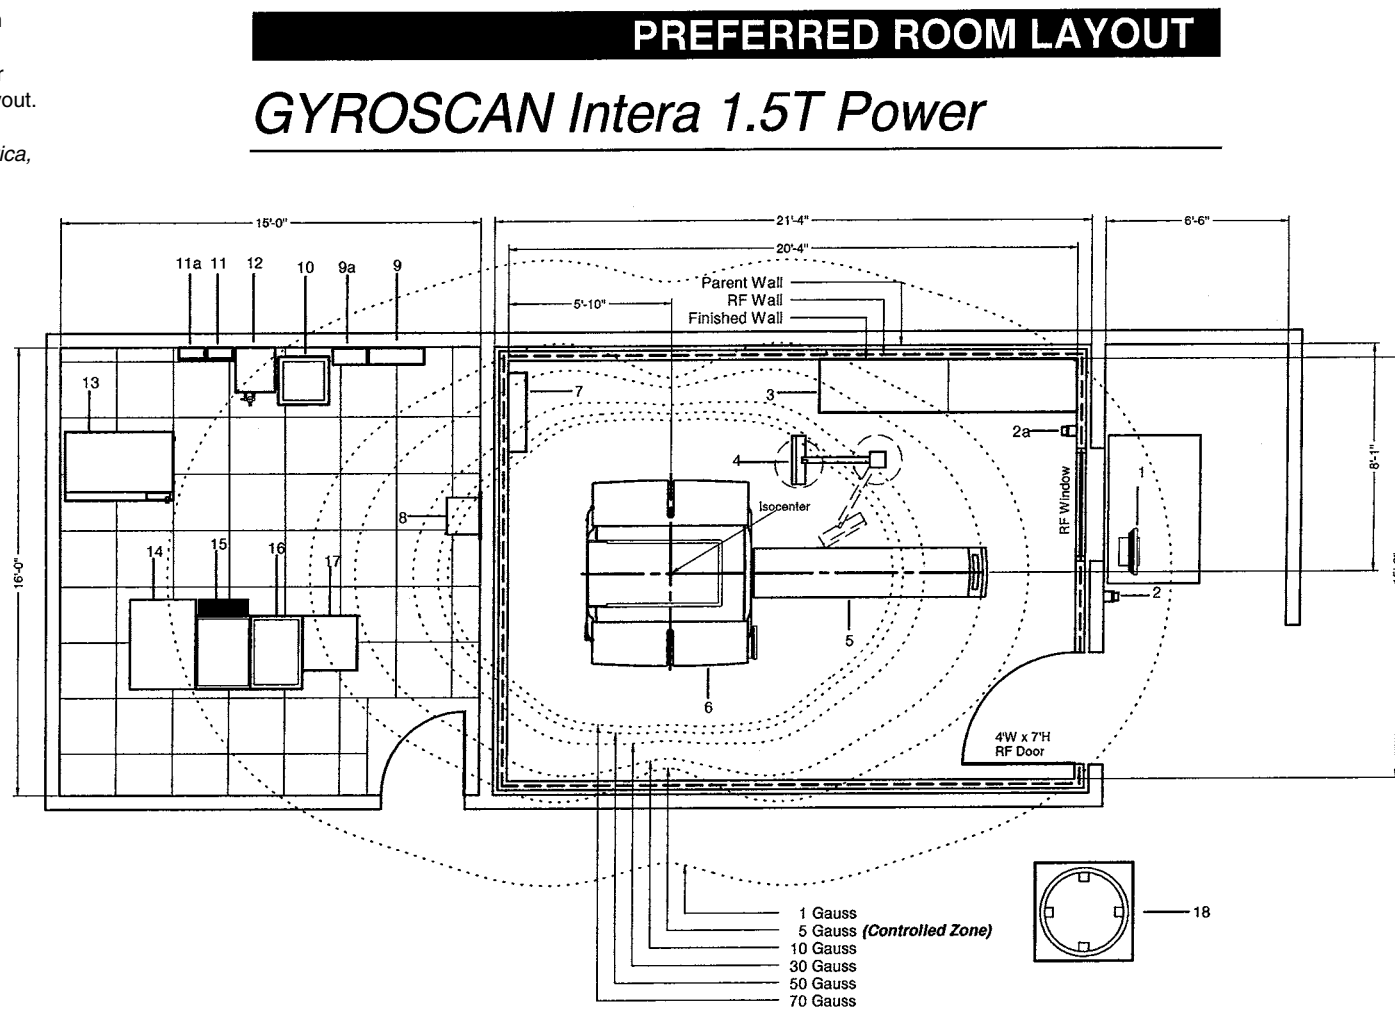 r
out.
ica,
PREFERRED ROOM LAYOUT
GYROSCAN Intera 1.5T Power
15'-0"
21'-4"
6'-6"
20'-4"
11a
11
12
10
9a
9
Parent Wall
RF Wall
Finished Wall
5'-10"
13
7
3
2a
4
1
8'-1"
RF Window
Isocenter
8
16'-0"
14
15
16
17
2
5
6
4'W x 7'H
RF Door
1 Gauss
5 Gauss (Controlled Zone)
10 Gauss
30 Gauss
50 Gauss
70 Gauss
18